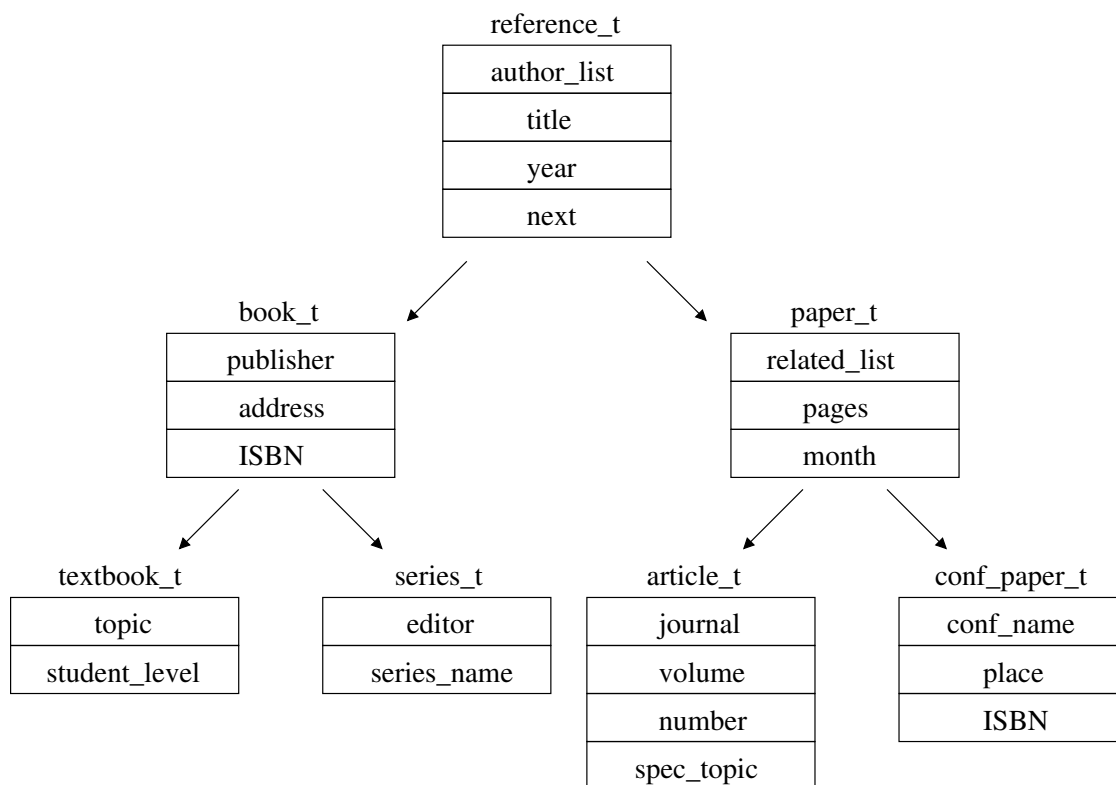 reference_t
author_list
title
year
next
book_t
publisher
address
ISBN
paper_t
related_list
pages
month
textbook_t
topic
student_level
series_t
editor
series_name
article_t
journal
volume
number
spec_topic
conf_paper_t
conf_name
place
ISBN